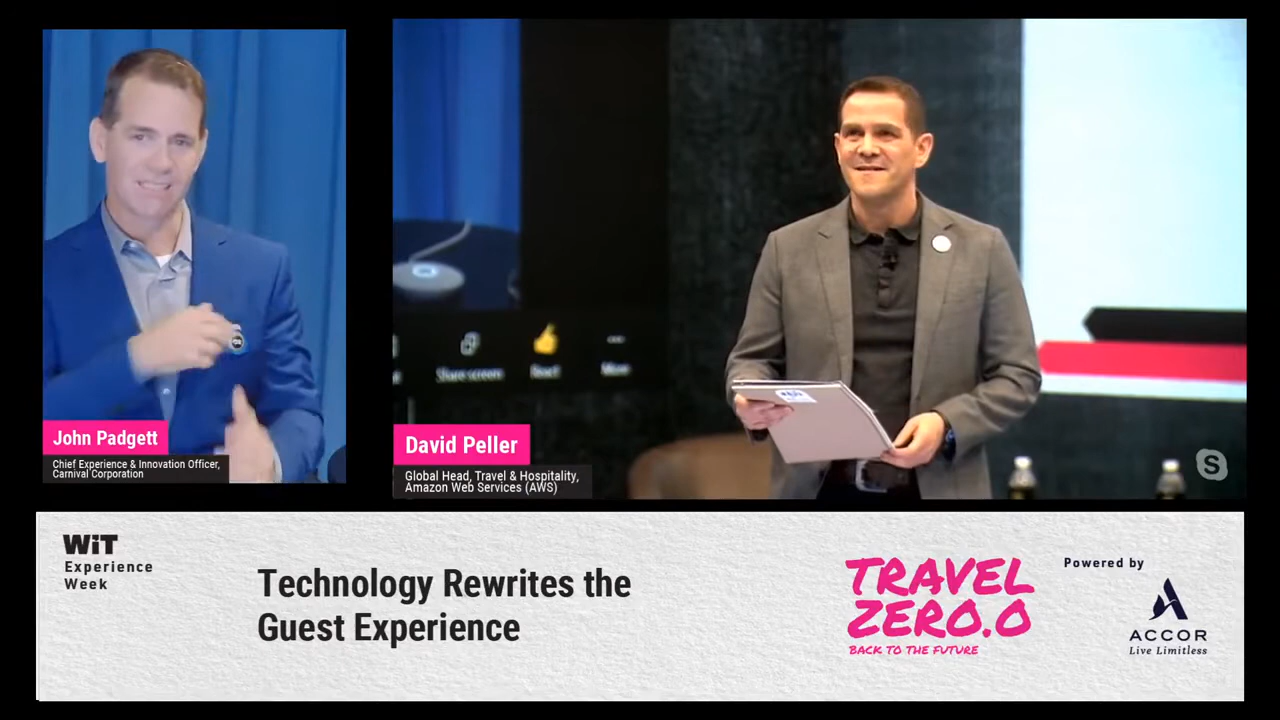 John Padgett
Chief Experience & Innovation Officer,
Carnival Corporation
Share screen
React
More
David Peller
Global Head, Travel & Hospitality,
Amazon Web Services (AWS)
S
WiT
Experience
Week
Technology Rewrites the
Guest Experience
TRAVEL
ZERO.0
BACK TO THE FUTURE
Powered by
ACCOR
Live Limitless